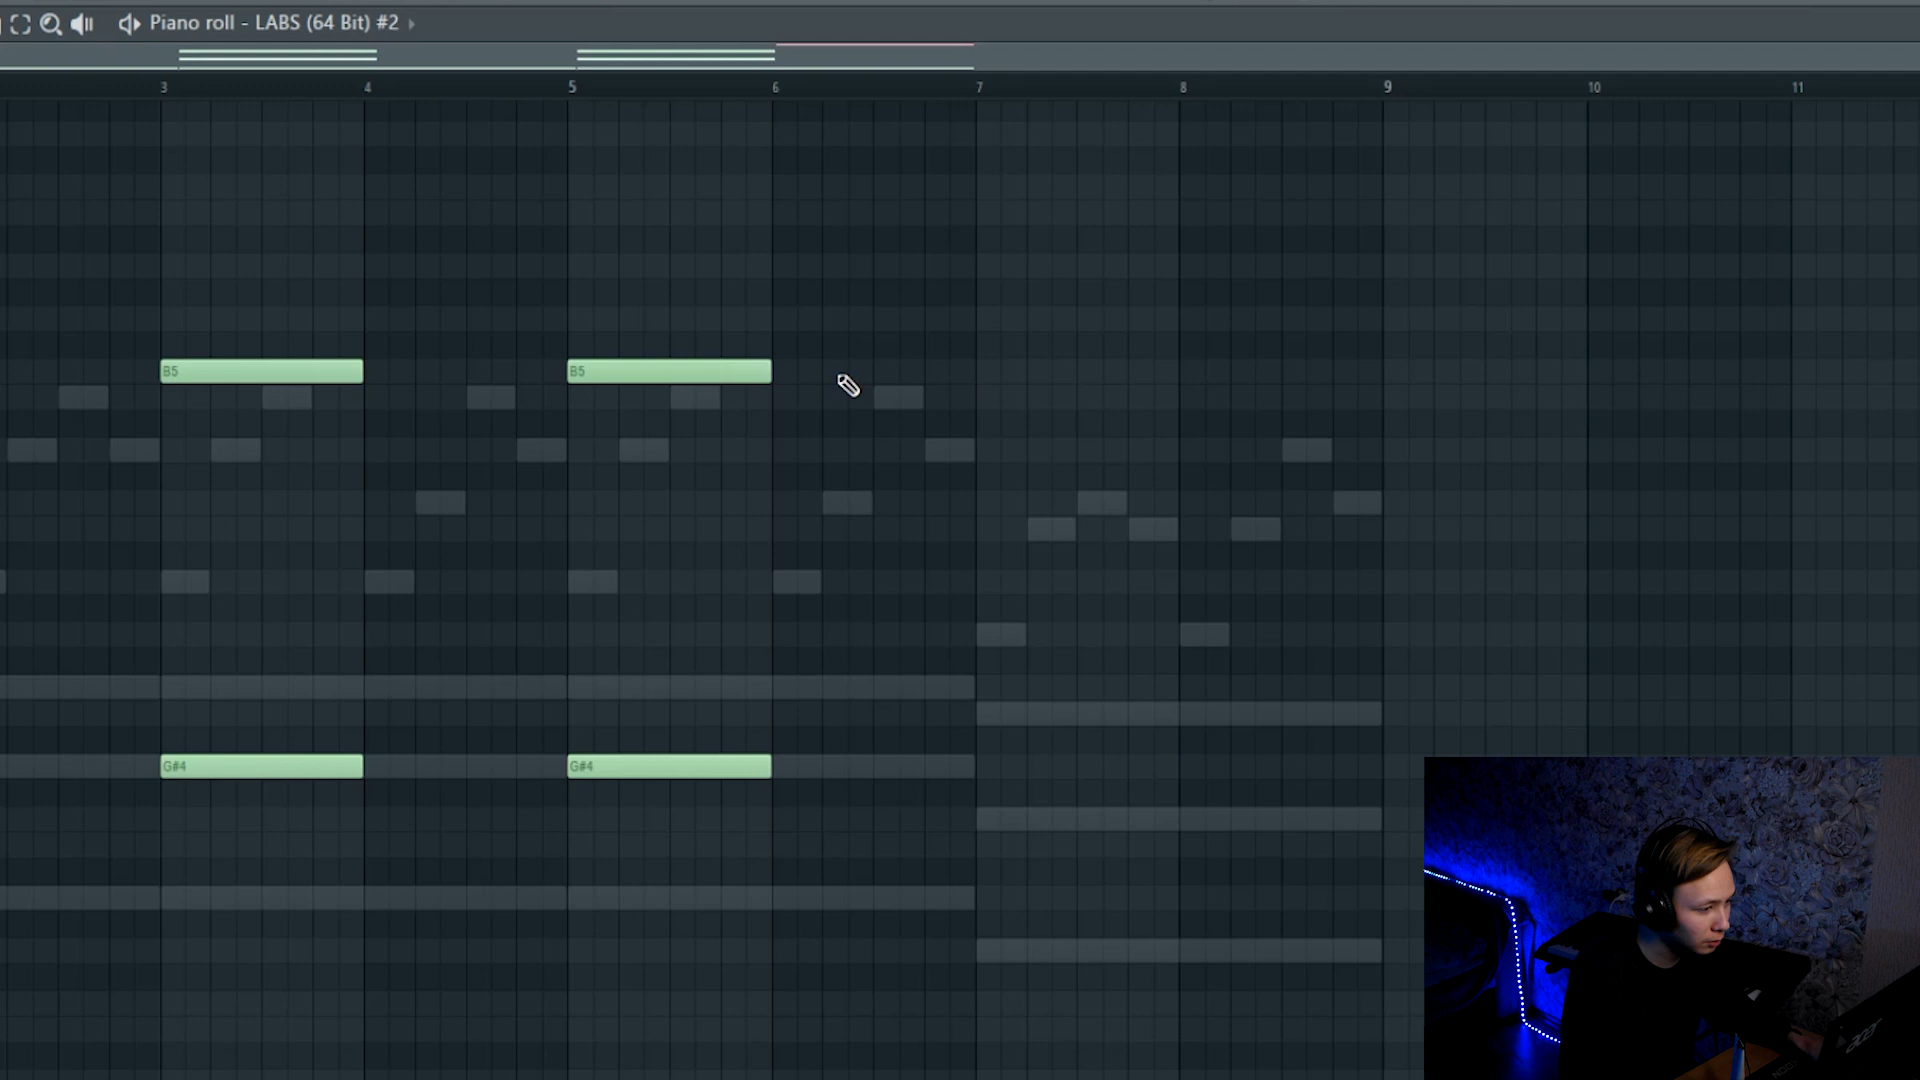 Piano roll - LABS (64 Bit) #2
3 4 5 6 7 8 9 10 11
B5 B5
G#4 G#4
acer